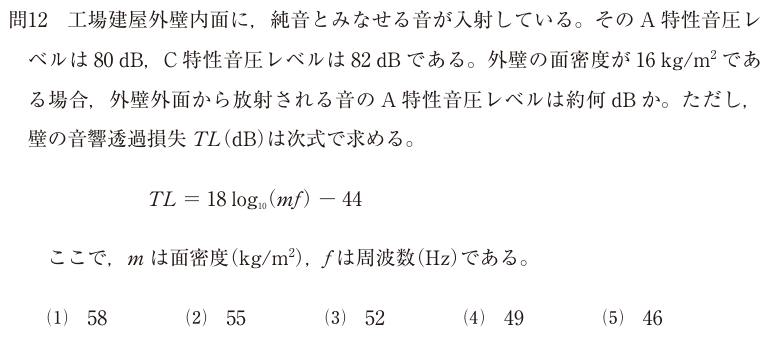 問12　工場建屋外壁内面に，純音とみなせる音が入射している。その A 特性音圧レ
ベルは 80 dB，C 特性音圧レベルは 82 dB である。外壁の面密度が 16 kg/m² であ
る場合，外壁外面から放射される音の A 特性音圧レベルは約何 dB か。ただし，
壁の音響透過損失 TL(dB)は次式で求める。
TL = 18 log₁₀(mf) − 44
ここで，m は面密度(kg/m²)，f は周波数(Hz)である。
⑴　58　　⑵　55　　⑶　52　　⑷　49　　⑸　46